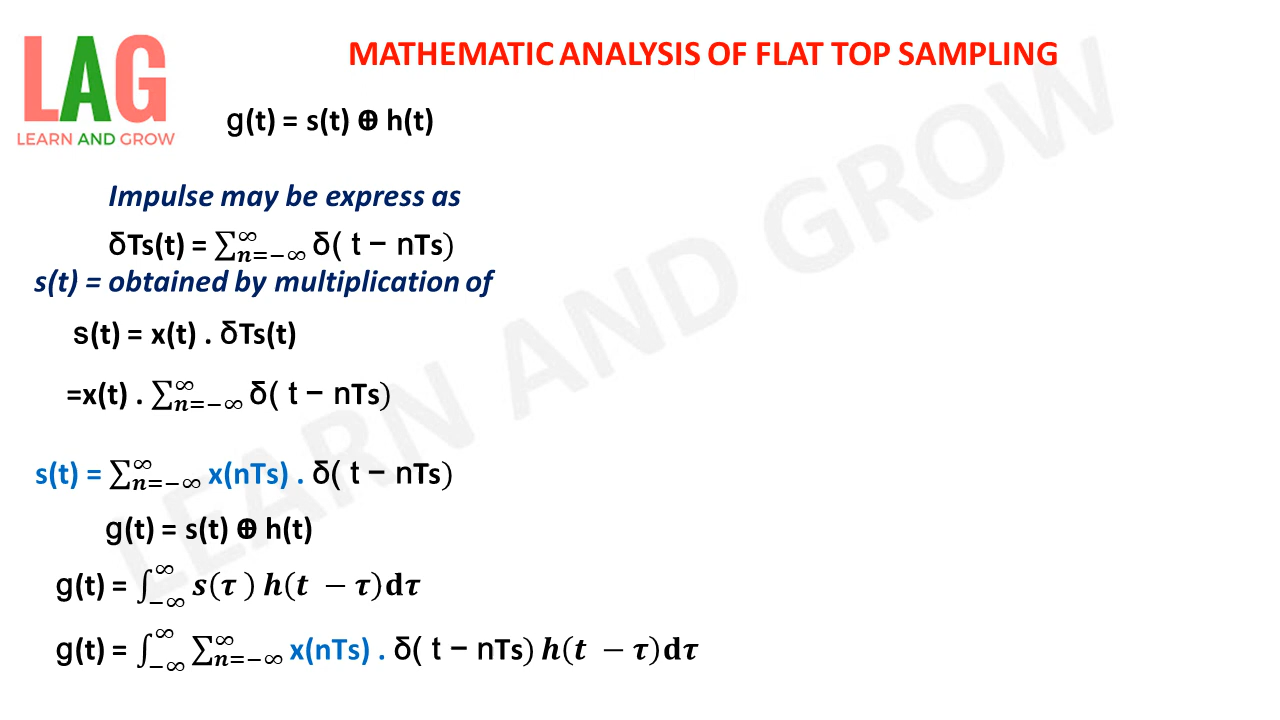 LAG
LEARN AND GROW
MATHEMATIC ANALYSIS OF FLAT TOP SAMPLING
g(t) = s(t) ⊕ h(t)
Impulse may be express as
δTs(t) = ∑_{n=−∞}^{∞} δ( t − nTs)
s(t) = obtained by multiplication of
s(t) = x(t) . δTs(t)
=x(t) . ∑_{n=−∞}^{∞} δ( t − nTs)
s(t) = ∑_{n=−∞}^{∞} x(nTs) . δ( t − nTs)
g(t) = s(t) ⊕ h(t)
g(t) = ∫_{−∞}^{∞} s(τ ) h(t − τ)dτ
g(t) = ∫_{−∞}^{∞} ∑_{n=−∞}^{∞} x(nTs) . δ( t − nTs) h(t − τ)dτ
LEARN AND GROW